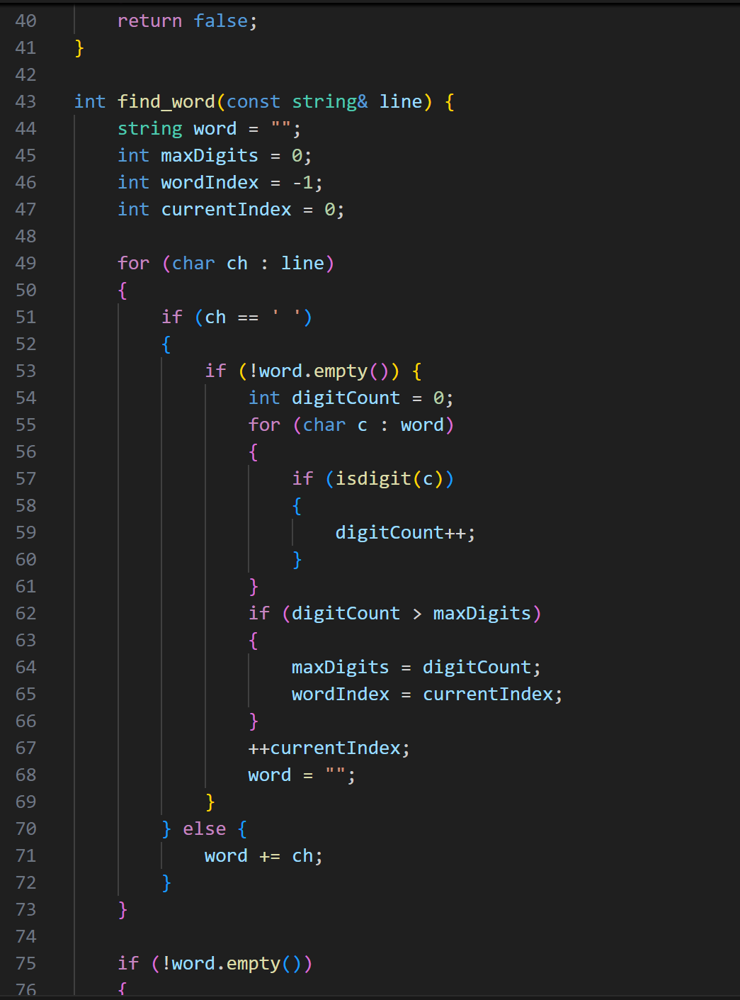 40 return false;
41 }
42
43 int find_word(const string& line) {
44 string word = "";
45 int maxDigits = 0;
46 int wordIndex = -1;
47 int currentIndex = 0;
48
49 for (char ch : line)
50 {
51 if (ch == ' ')
52 {
53 if (!word.empty()) {
54 int digitCount = 0;
55 for (char c : word)
56 {
57 if (isdigit(c))
58 {
59 digitCount++;
60 }
61 }
62 if (digitCount > maxDigits)
63 {
64 maxDigits = digitCount;
65 wordIndex = currentIndex;
66 }
67 ++currentIndex;
68 word = "";
69 }
70 } else {
71 word += ch;
72 }
73 }
74
75 if (!word.empty())
76 {